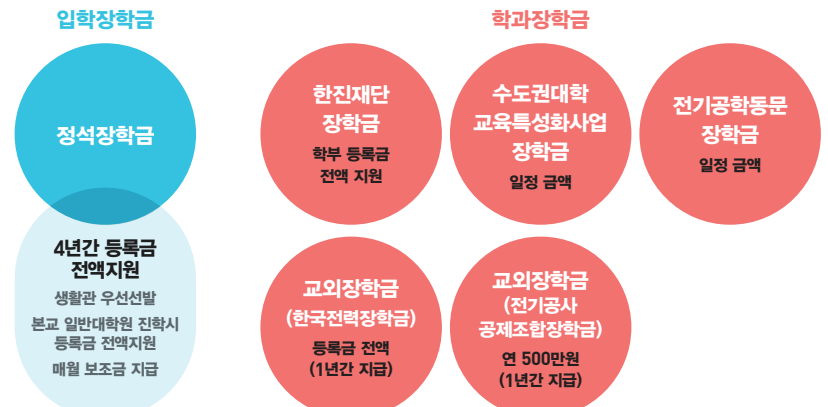 입학장학금
정석장학금
4년간 등록금
전액지원
생활관 우선선발
본교 일반대학원 진학시
등록금 전액지원
매월 보조금 지급
학과장학금
한진재단
장학금
학부 등록금
전액 지원
수도권대학
교육특성화사업
장학금
일정 금액
전기공학동문
장학금
일정 금액
교외장학금
(한국전력장학금)
등록금 전액
(1년간 지급)
교외장학금
(전기공사
공제조합장학금)
연 500만원
(1년간 지급)